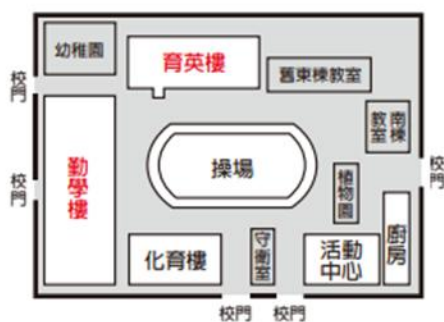 幼稚園
育英樓
舊東棟教室
校門
南棟教室
勤學樓
操場
校門
校門
植物園
化育樓
守衛室
活動中心
廚房
校門
校門